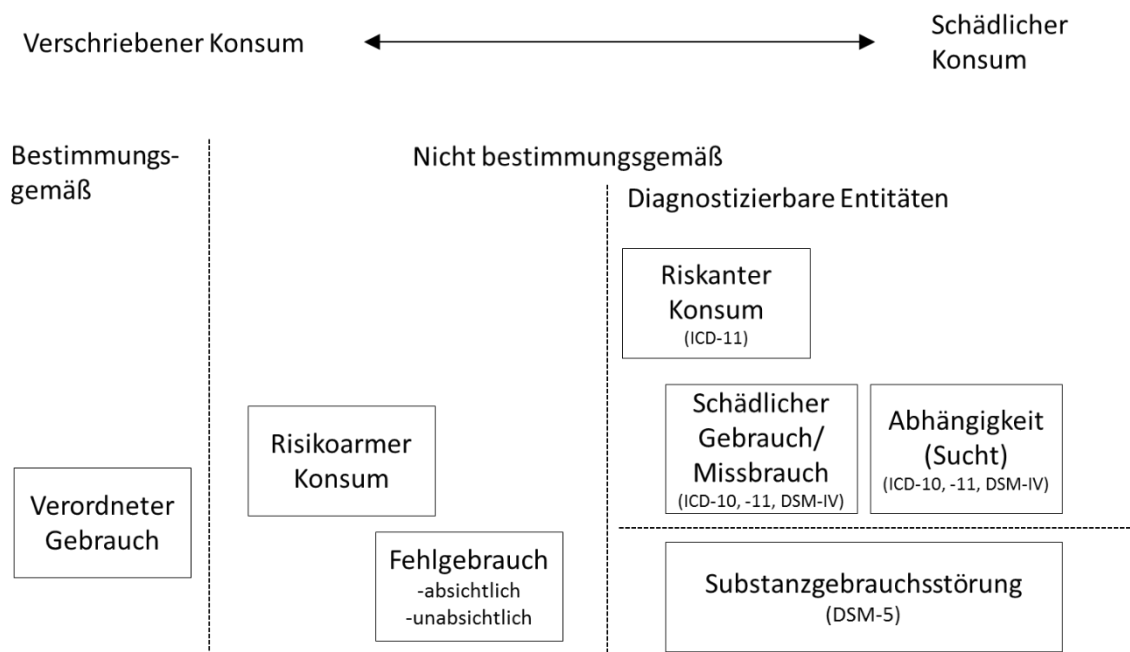 Verschriebener Konsum
Schädlicher
Konsum
Bestimmungs-
gemäß
Nicht bestimmungsgemäß
Diagnostizierbare Entitäten
Riskanter
Konsum
(ICD-11)
Schädlicher
Gebrauch/
Missbrauch
(ICD-10, -11, DSM-IV)
Abhängigkeit
(Sucht)
(ICD-10, -11, DSM-IV)
Risikoarmer
Konsum
Verordneter
Gebrauch
Fehlgebrauch
-absichtlich
-unabsichtlich
Substanzgebrauchsstörung
(DSM-5)